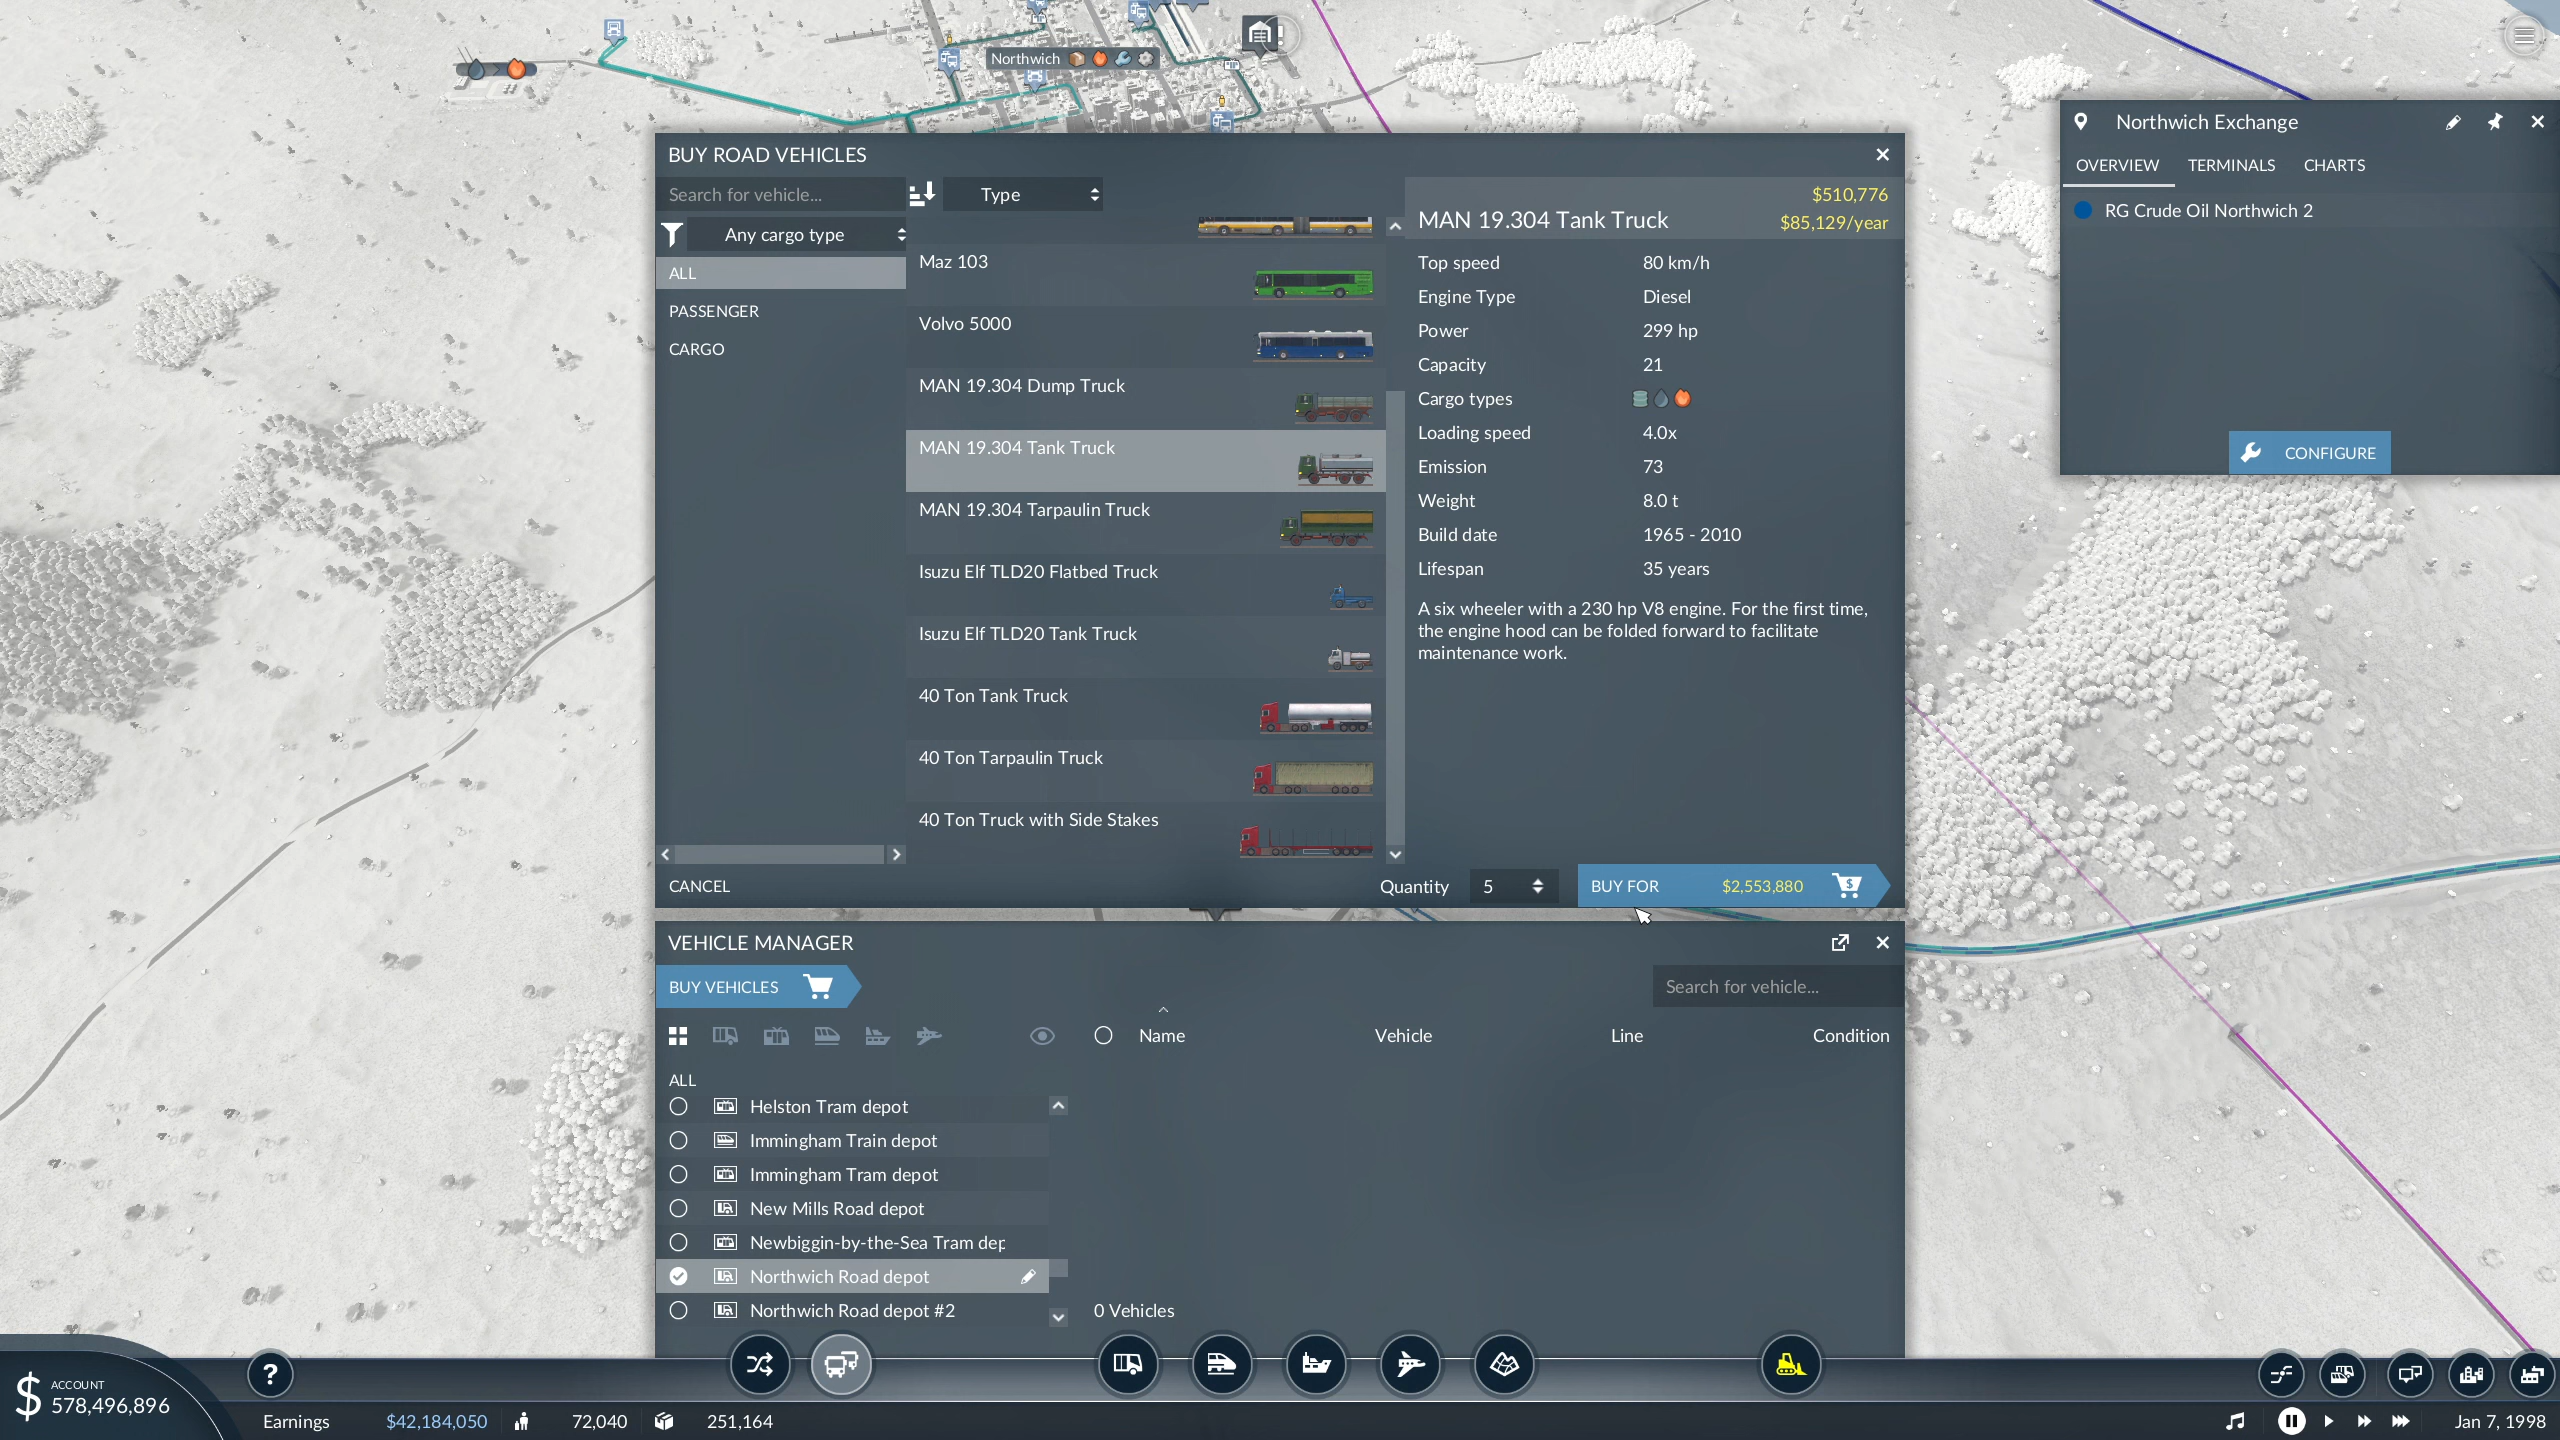 Northwich
BUY ROAD VEHICLES
Search for vehicle...
Type
Any cargo type
ALL
PASSENGER
CARGO
Maz 103
Volvo 5000
MAN 19.304 Dump Truck
MAN 19.304 Tank Truck
MAN 19.304 Tarpaulin Truck
Isuzu Elf TLD20 Flatbed Truck
Isuzu Elf TLD20 Tank Truck
40 Ton Tank Truck
40 Ton Tarpaulin Truck
40 Ton Truck with Side Stakes
$510,776
MAN 19.304 Tank Truck
$85,129/year
Top speed 80 km/h
Engine Type Diesel
Power 299 hp
Capacity 21
Cargo types
Loading speed 4.0x
Emission 73
Weight 8.0 t
Build date 1965 - 2010
Lifespan 35 years
A six wheeler with a 230 hp V8 engine. For the first time,
the engine hood can be folded forward to facilitate
maintenance work.
CANCEL
Quantity 5
BUY FOR $2,553,880
Northwich Exchange
OVERVIEW TERMINALS CHARTS
RG Crude Oil Northwich 2
CONFIGURE
VEHICLE MANAGER
BUY VEHICLES
Search for vehicle...
Name Vehicle Line Condition
ALL
Helston Tram depot
Immingham Train depot
Immingham Tram depot
New Mills Road depot
Newbiggin-by-the-Sea Tram dep
Northwich Road depot
Northwich Road depot #2
0 Vehicles
?
$ ACCOUNT
578,496,896
Earnings $42,184,050 72,040 251,164
Jan 7, 1998